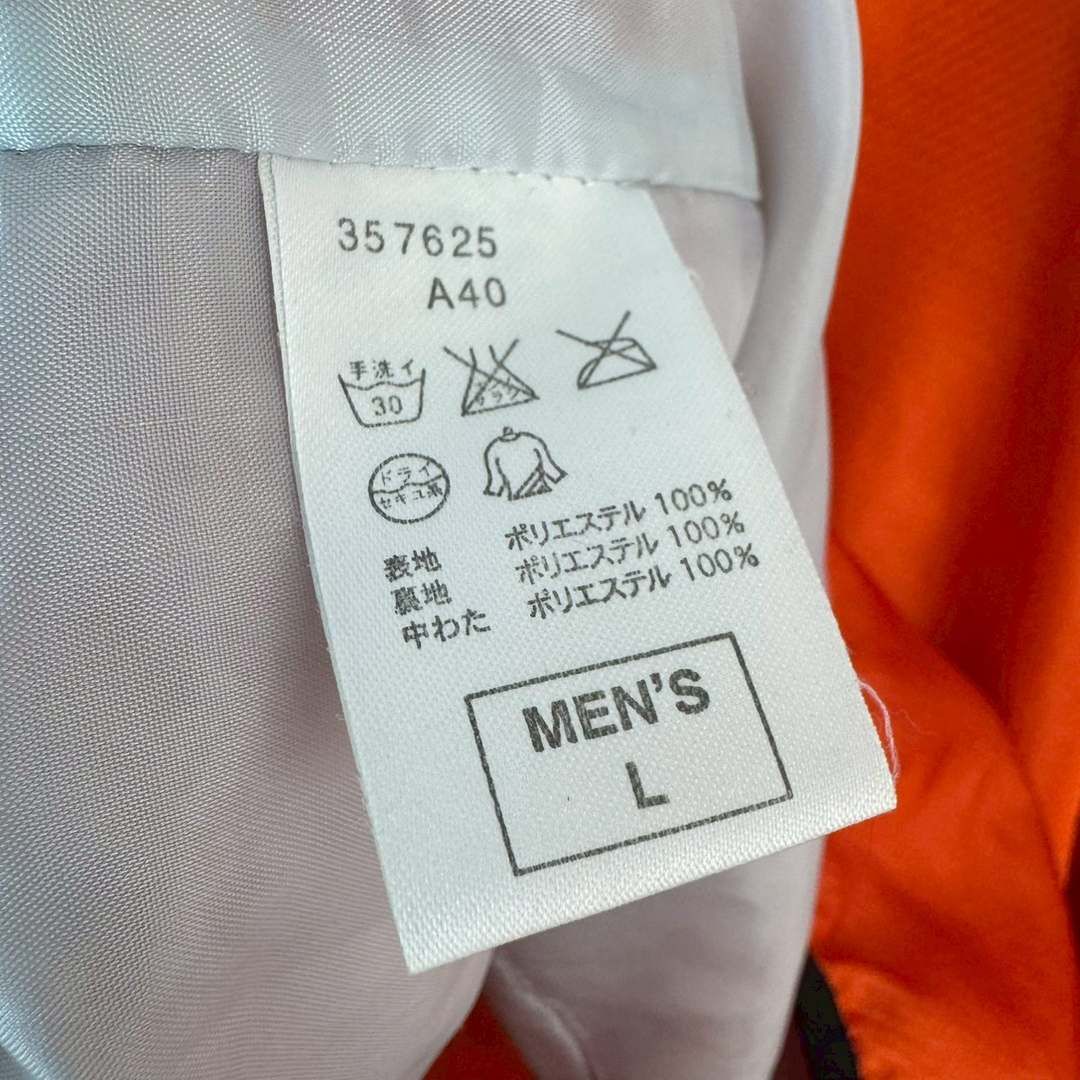 357625
A40
手洗イ
30
ドライ
セキユ系
表地 ポリエステル 100%
裏地 ポリエステル 100%
中わた ポリエステル 100%
MEN'S
L